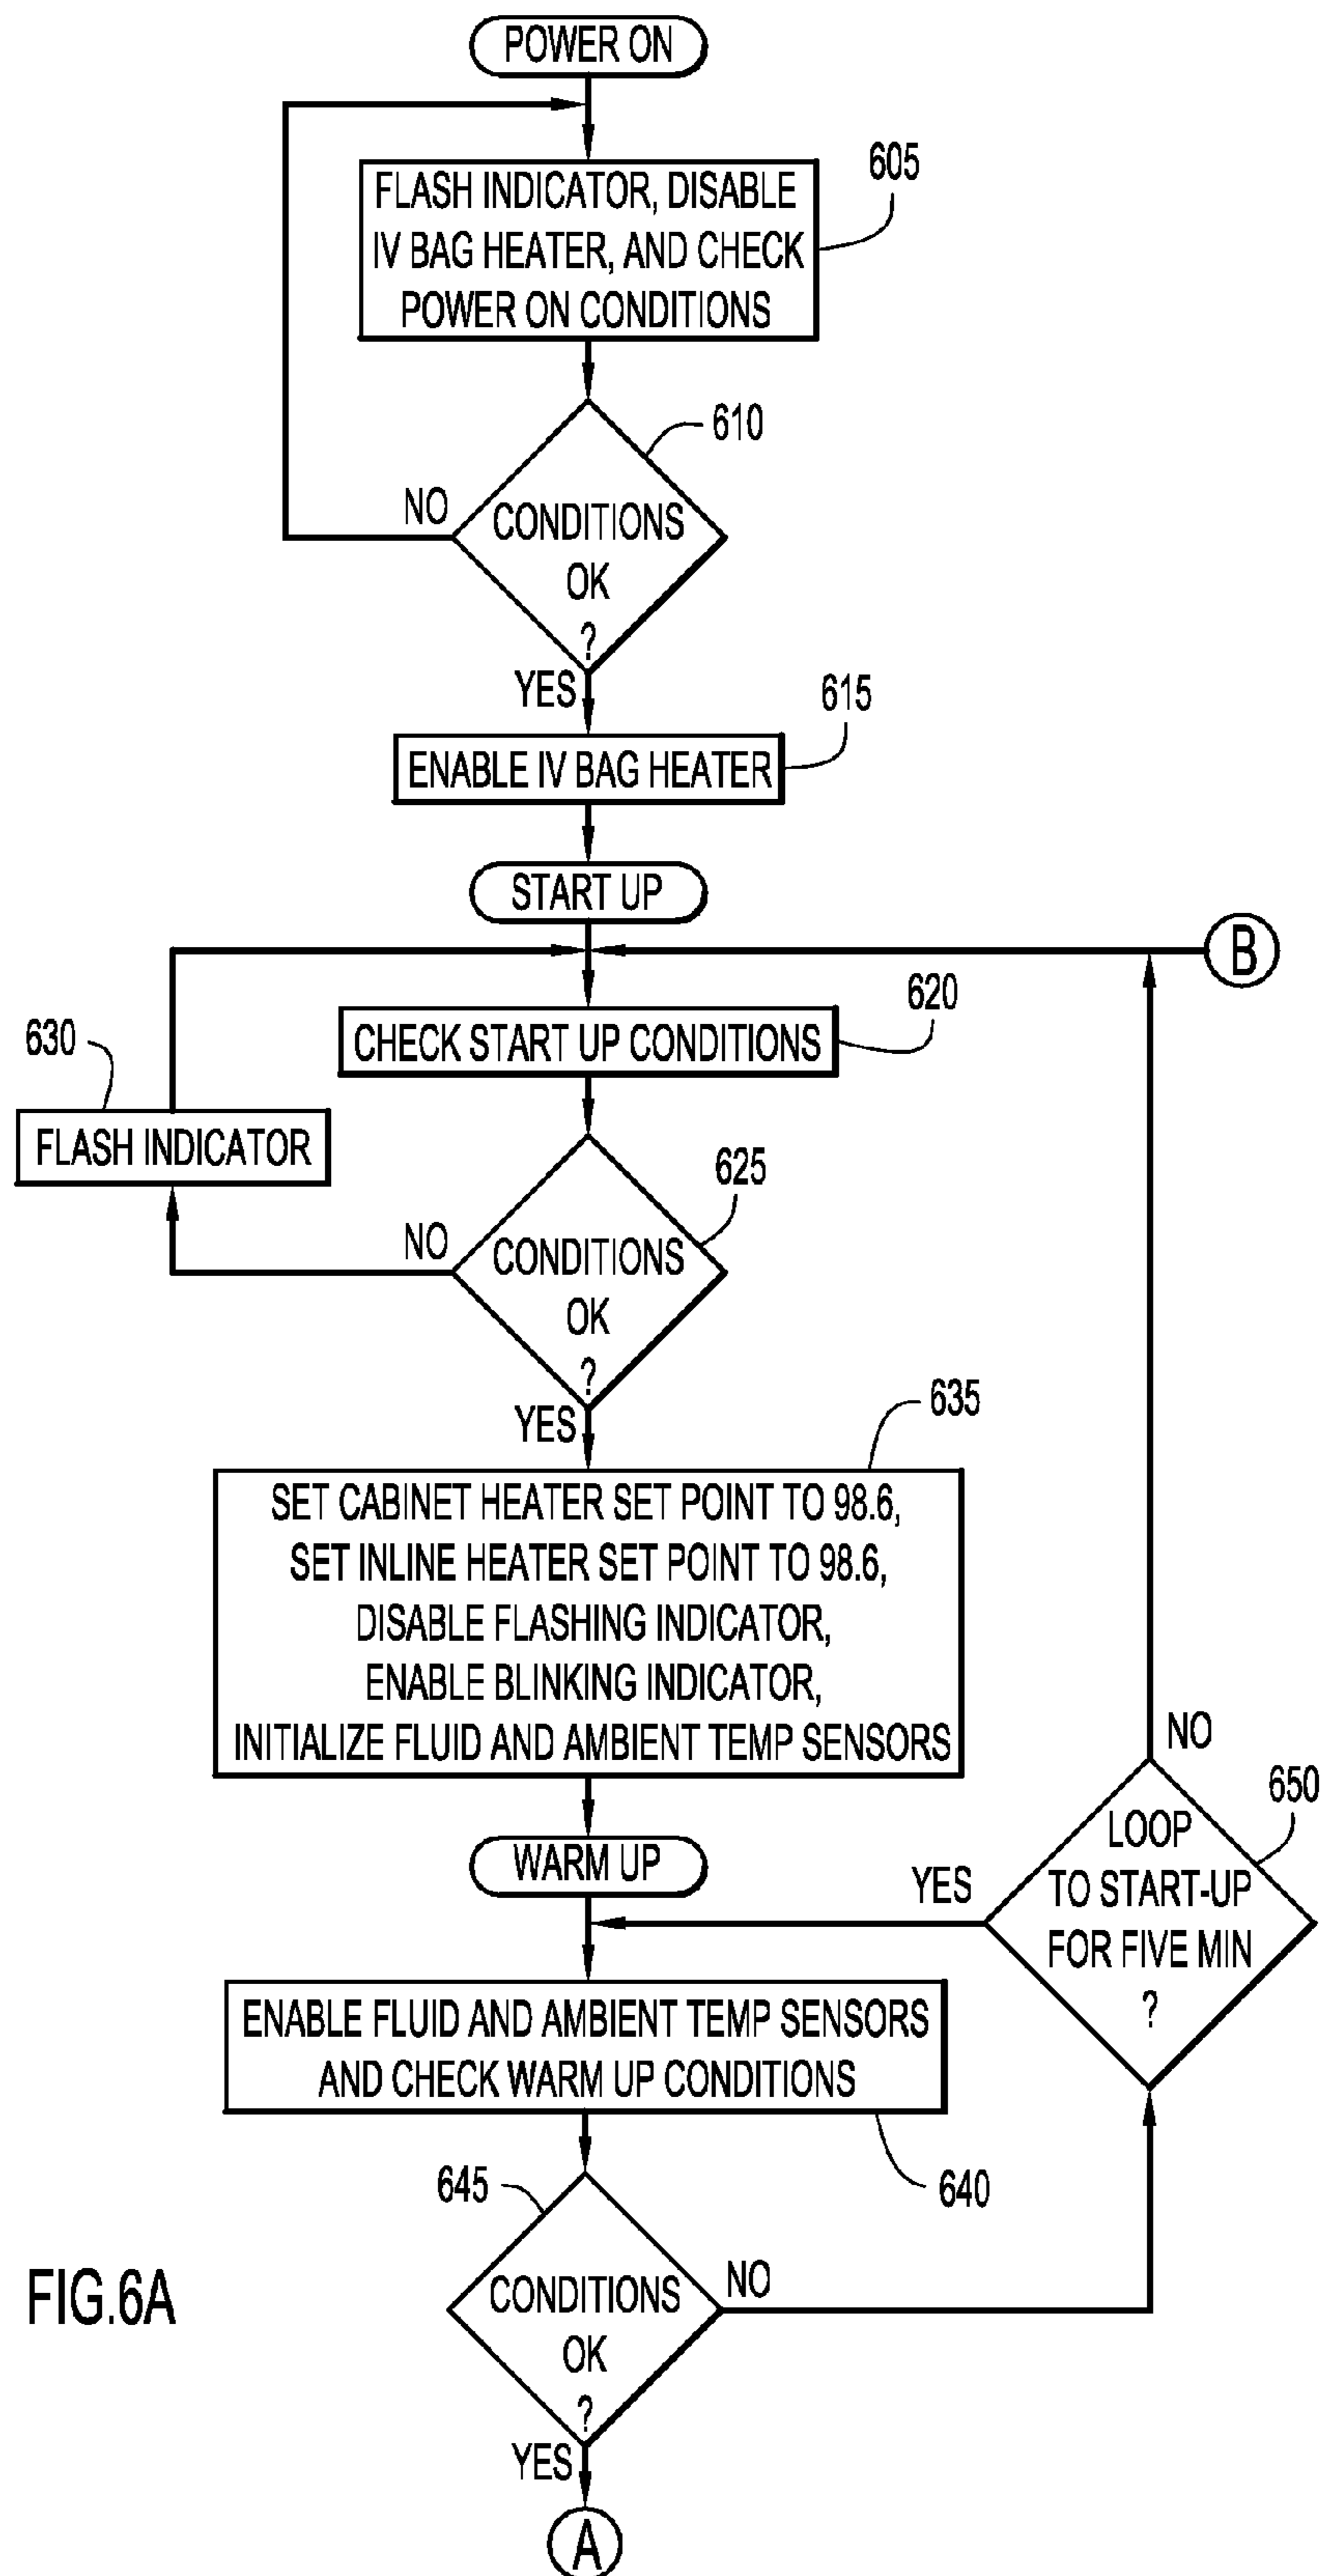 POWER ON
605
FLASH INDICATOR, DISABLE
IV BAG HEATER, AND CHECK
POWER ON CONDITIONS
610
NO
CONDITIONS
OK
?
YES
615
ENABLE IV BAG HEATER
START UP
B
620
630
CHECK START UP CONDITIONS
FLASH INDICATOR
625
NO
CONDITIONS
OK
?
YES
635
SET CABINET HEATER SET POINT TO 98.6,
SET INLINE HEATER SET POINT TO 98.6,
DISABLE FLASHING INDICATOR,
ENABLE BLINKING INDICATOR,
INITIALIZE FLUID AND AMBIENT TEMP SENSORS
NO
650
LOOP
TO START-UP
FOR FIVE MIN
?
WARM UP
YES
ENABLE FLUID AND AMBIENT TEMP SENSORS
AND CHECK WARM UP CONDITIONS
645
640
NO
CONDITIONS
OK
?
FIG.6A
YES
A